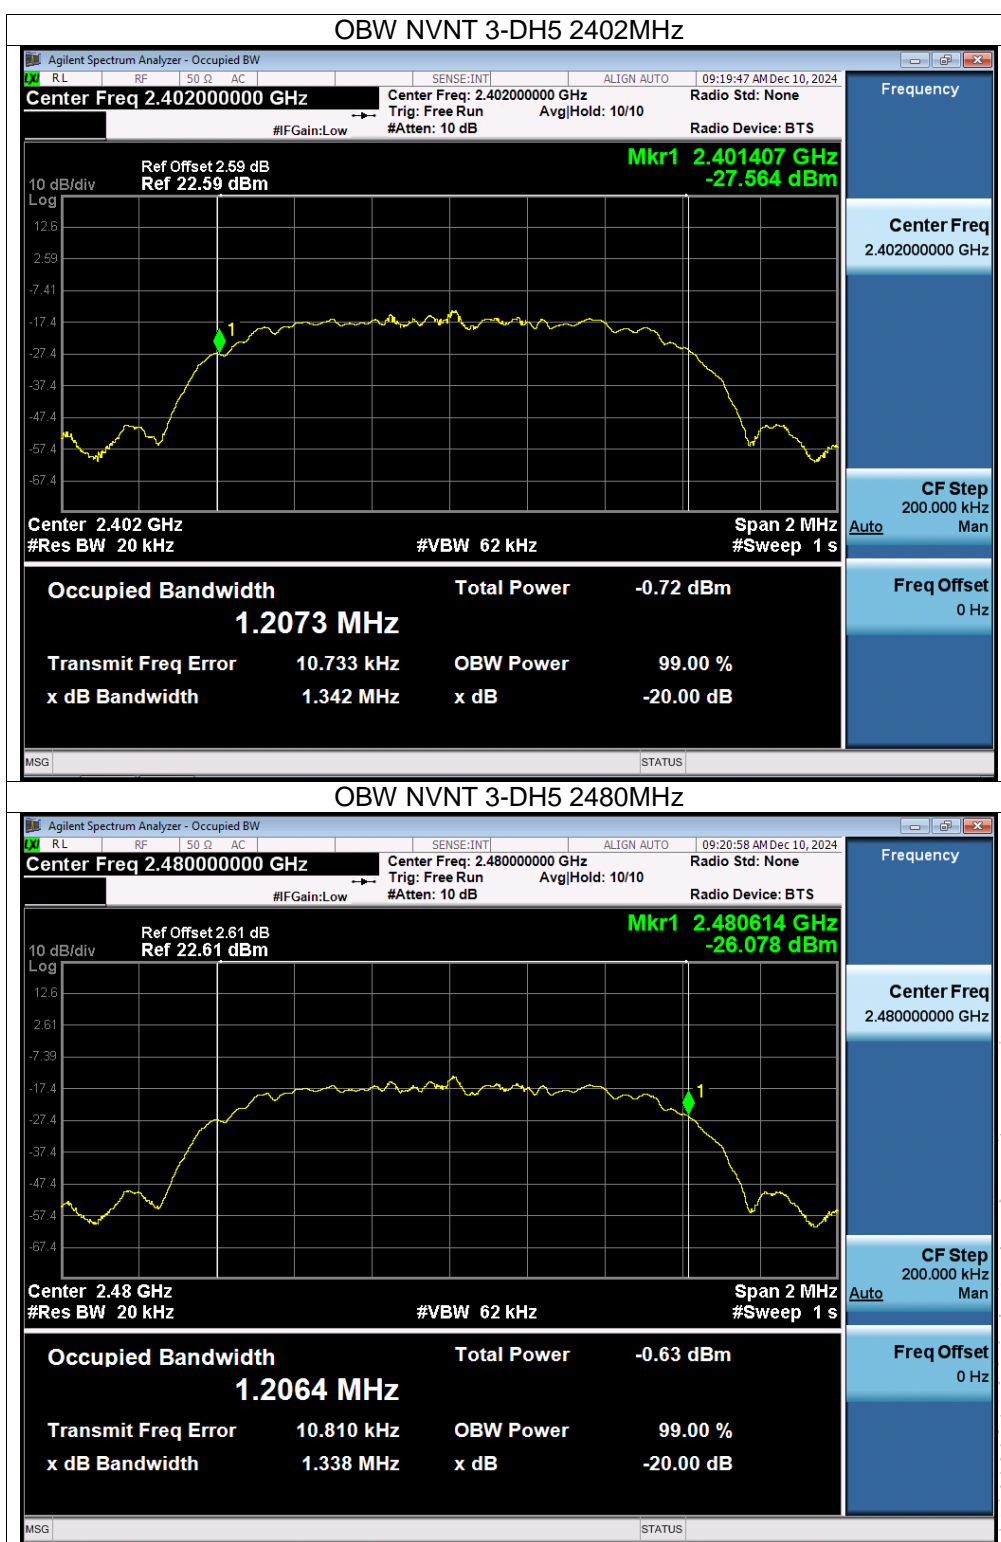 OBW NVNT 3-DH5 2402MHz
Agilent Spectrum Analyzer - Occupied BW
LXI RL RF 50 Ω AC SENSE:INT ALIGN AUTO 09:19:47 AM Dec 10, 2024
Center Freq 2.402000000 GHz
Center Freq: 2.402000000 GHz
Radio Std: None
Trig: Free Run Avg|Hold: 10/10
#IFGain:Low #Atten: 10 dB Radio Device: BTS
Mkr1 2.401407 GHz
-27.564 dBm
Ref Offset 2.59 dB
10 dB/div Ref 22.59 dBm
Log
12.6
2.59
-7.41
-17.4
1
-27.4
-37.4
-47.4
-57.4
-67.4
Center 2.402 GHz Span 2 MHz
#Res BW 20 kHz #VBW 62 kHz #Sweep 1 s
Occupied Bandwidth Total Power -0.72 dBm
1.2073 MHz
Transmit Freq Error 10.733 kHz OBW Power 99.00 %
x dB Bandwidth 1.342 MHz x dB -20.00 dB
MSG STATUS
Frequency
Center Freq
2.402000000 GHz
CF Step
200.000 kHz
Auto Man
Freq Offset
0 Hz
OBW NVNT 3-DH5 2480MHz
Agilent Spectrum Analyzer - Occupied BW
LXI RL RF 50 Ω AC SENSE:INT ALIGN AUTO 09:20:58 AM Dec 10, 2024
Center Freq 2.480000000 GHz
Center Freq: 2.480000000 GHz
Radio Std: None
Trig: Free Run Avg|Hold: 10/10
#IFGain:Low #Atten: 10 dB Radio Device: BTS
Mkr1 2.480614 GHz
-26.078 dBm
Ref Offset 2.61 dB
10 dB/div Ref 22.61 dBm
Log
12.6
2.61
-7.39
-17.4
1
-27.4
-37.4
-47.4
-57.4
-67.4
Center 2.48 GHz Span 2 MHz
#Res BW 20 kHz #VBW 62 kHz #Sweep 1 s
Occupied Bandwidth Total Power -0.63 dBm
1.2064 MHz
Transmit Freq Error 10.810 kHz OBW Power 99.00 %
x dB Bandwidth 1.338 MHz x dB -20.00 dB
MSG STATUS
Frequency
Center Freq
2.480000000 GHz
CF Step
200.000 kHz
Auto Man
Freq Offset
0 Hz